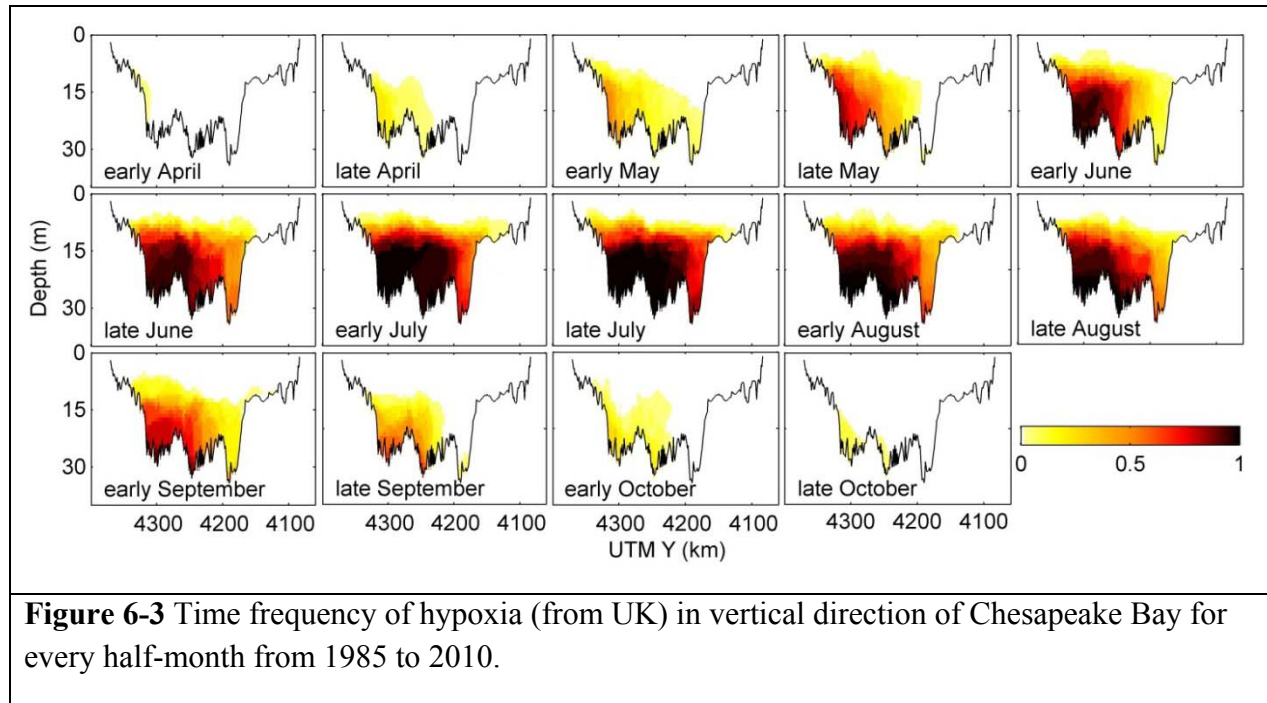 0
15
30
early April
late April
early May
late May
early June
0
15
30
Depth (m)
late June
early July
late July
early August
late August
0
15
30
early September
late September
early October
late October
0 0.5 1
4300 4200 4100 4300 4200 4100 4300 4200 4100 4300 4200 4100
UTM Y (km)
Figure 6-3 Time frequency of hypoxia (from UK) in vertical direction of Chesapeake Bay for
every half-month from 1985 to 2010.